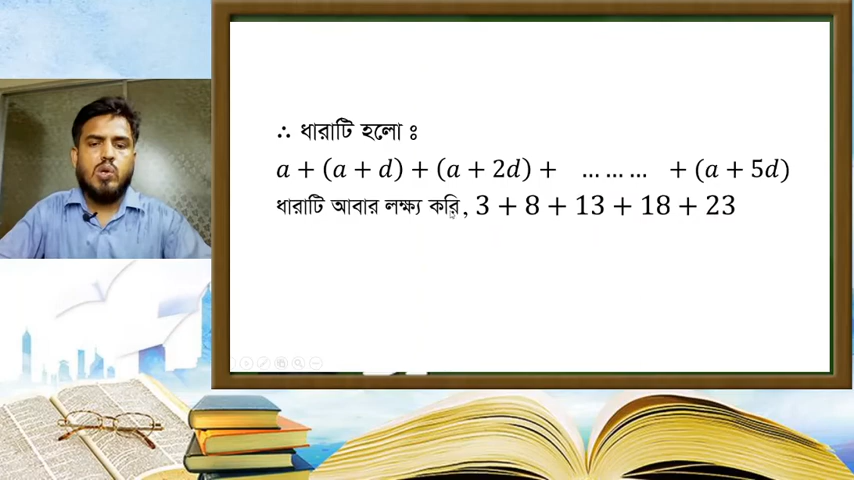 ∴ ধারাটি হলো ঃ
a + (a + d) + (a + 2d) + ... ... ... + (a + 5d)
ধারাটি আবার লক্ষ্য করি, 3 + 8 + 13 + 18 + 23